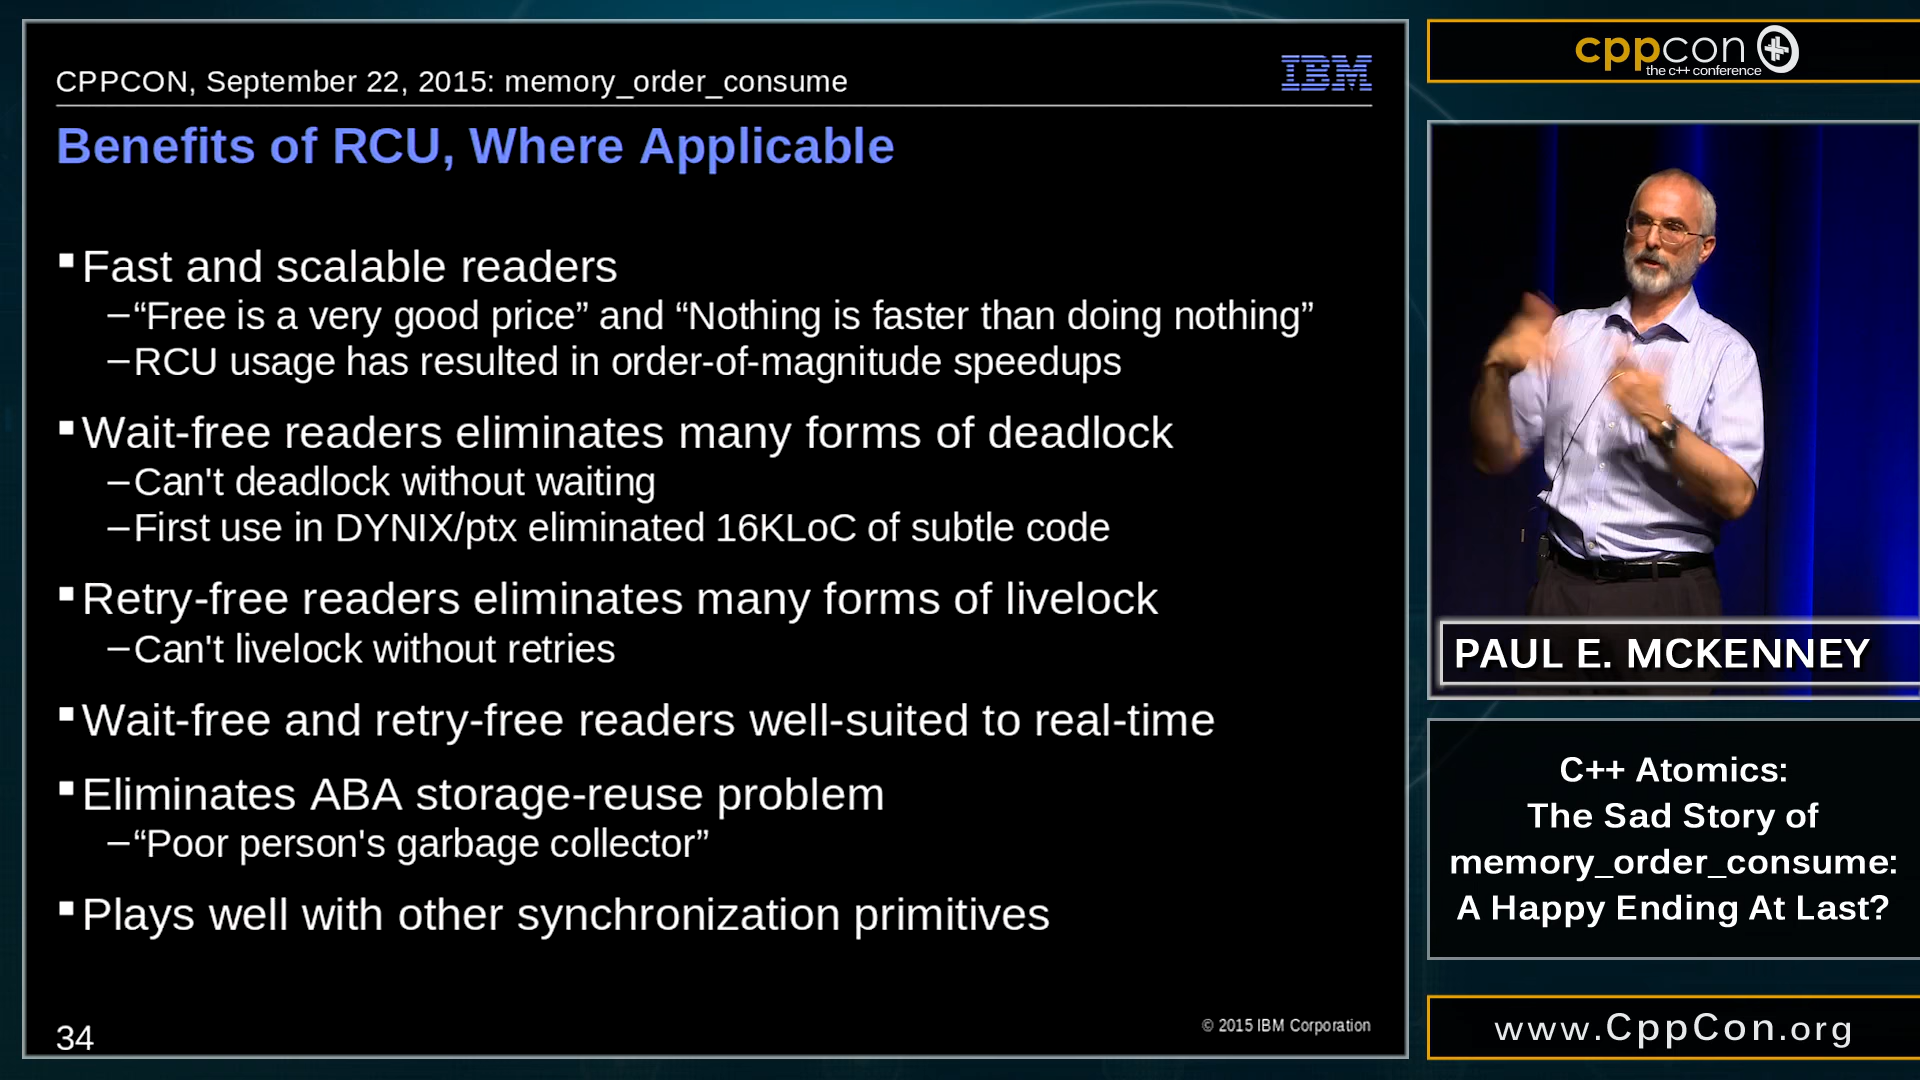 CPPCON, September 22, 2015: memory_order_consume
IBM
Benefits of RCU, Where Applicable
Fast and scalable readers
–“Free is a very good price” and “Nothing is faster than doing nothing”
–RCU usage has resulted in order-of-magnitude speedups
Wait-free readers eliminates many forms of deadlock
–Can't deadlock without waiting
–First use in DYNIX/ptx eliminated 16KLoC of subtle code
Retry-free readers eliminates many forms of livelock
–Can't livelock without retries
Wait-free and retry-free readers well-suited to real-time
Eliminates ABA storage-reuse problem
–“Poor person's garbage collector”
Plays well with other synchronization primitives
34
© 2015 IBM Corporation
cppcon
the c++ conference
PAUL E. MCKENNEY
C++ Atomics:
The Sad Story of
memory_order_consume:
A Happy Ending At Last?
www.CppCon.org